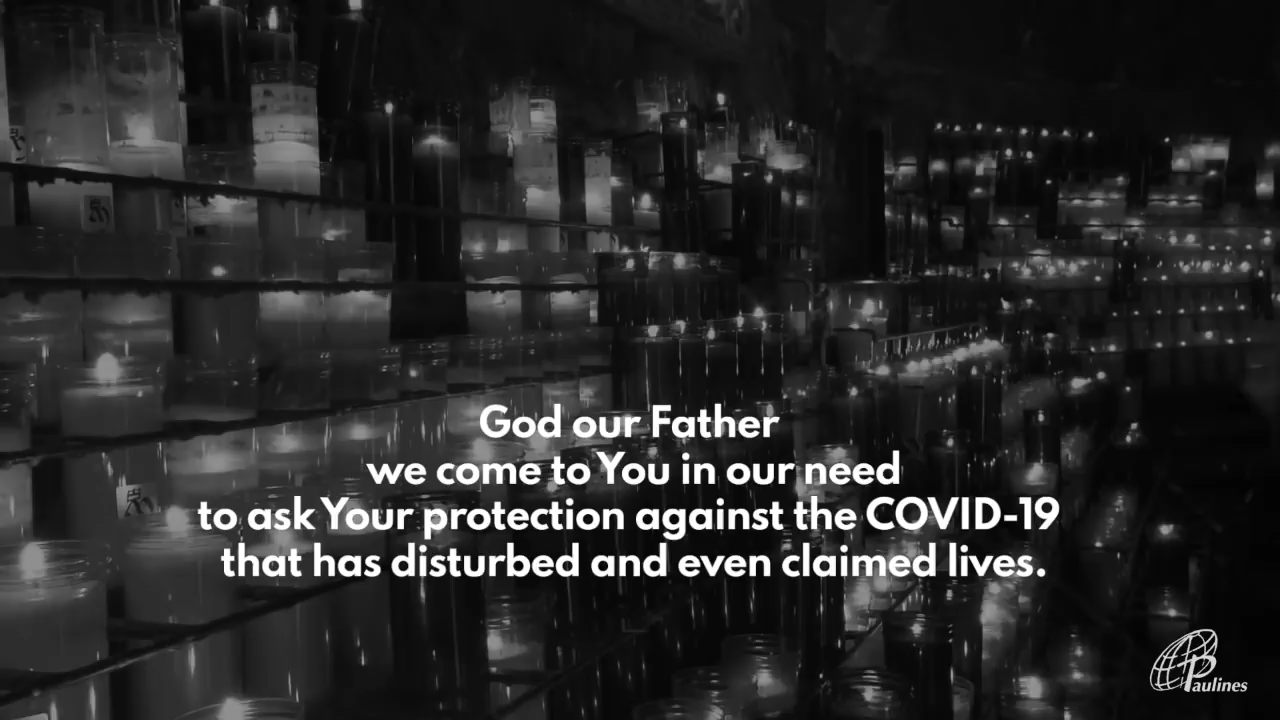 God our Father
we come to You in our need
to ask Your protection against the COVID-19
that has disturbed and even claimed lives.
Paulines